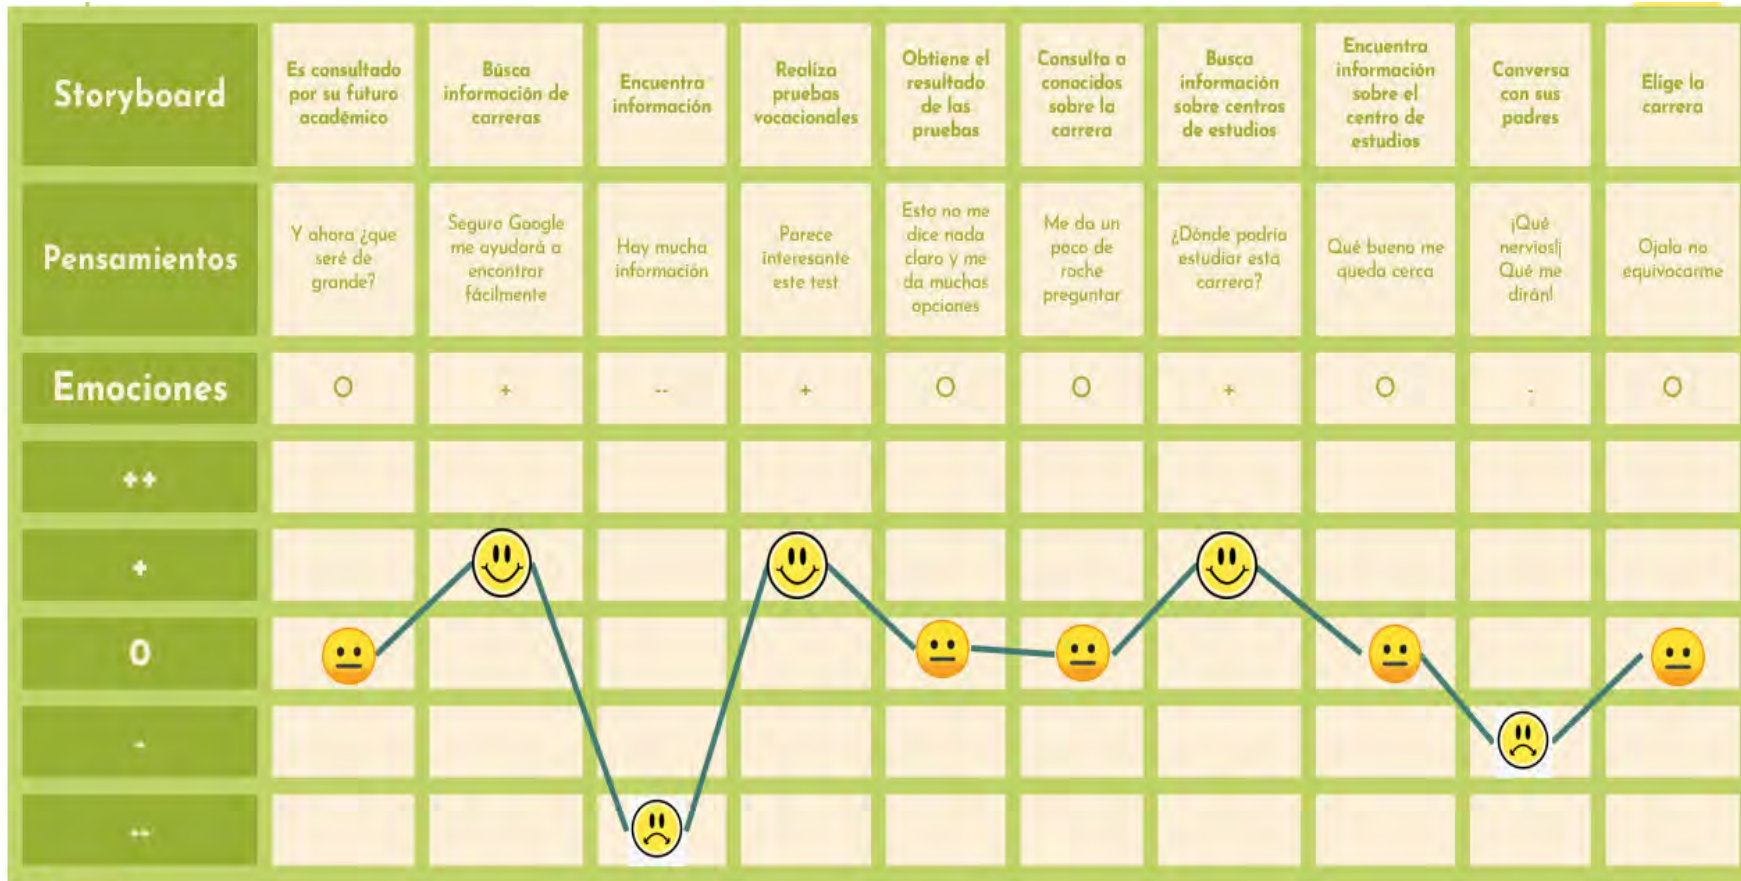 Storyboard
Es consultado
por su futuro
académico
Búsca
información de
carreras
Encuentra
información
Realiza
pruebas
vocacionales
Obtiene el
resultado
de las
pruebas
Consulta a
conocidos
sobre la
carrera
Busca
información
sobre centros
de estudios
Encuentra
información
sobre el
centro de
estudios
Conversa
con sus
padres
Elige la
carrera
Pensamientos
Y ahora ¿que
seré de
grande?
Seguro Google
me ayudará a
encontrar
fácilmente
Hay mucha
información
Parece
interesante
este test
Esto no me
dice nada
claro y me
da muchas
opciones
Me da un
poco de
roche
preguntar
¿Dónde podría
estudiar está
carrera?
Qué bueno me
queda cerca
¡Qué
nervios!¡
Qué me
dirán!
Ojala no
equivocarme
Emociones
O
+
--
+
O
O
+
O
-
O
++
+
0
-
--